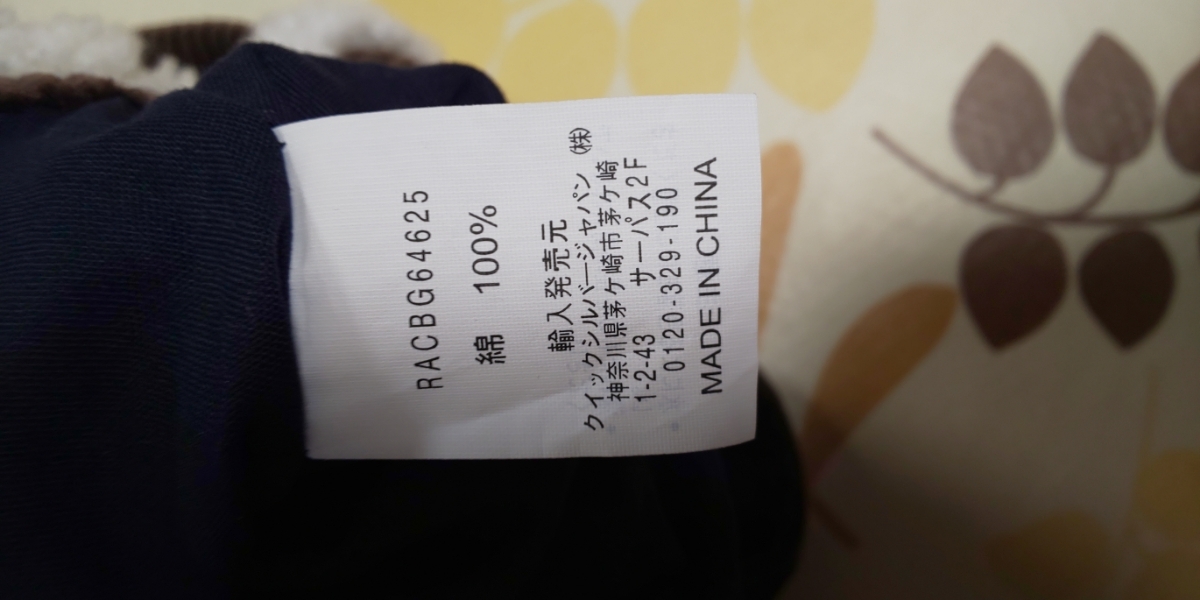 RACBG64625
綿 100%
輸入発売元
クイックシルバージャパン ㈱
神奈川県茅ケ崎市茅ケ崎
1-2-43 サーパス2F
0120-329-190
MADE IN CHINA